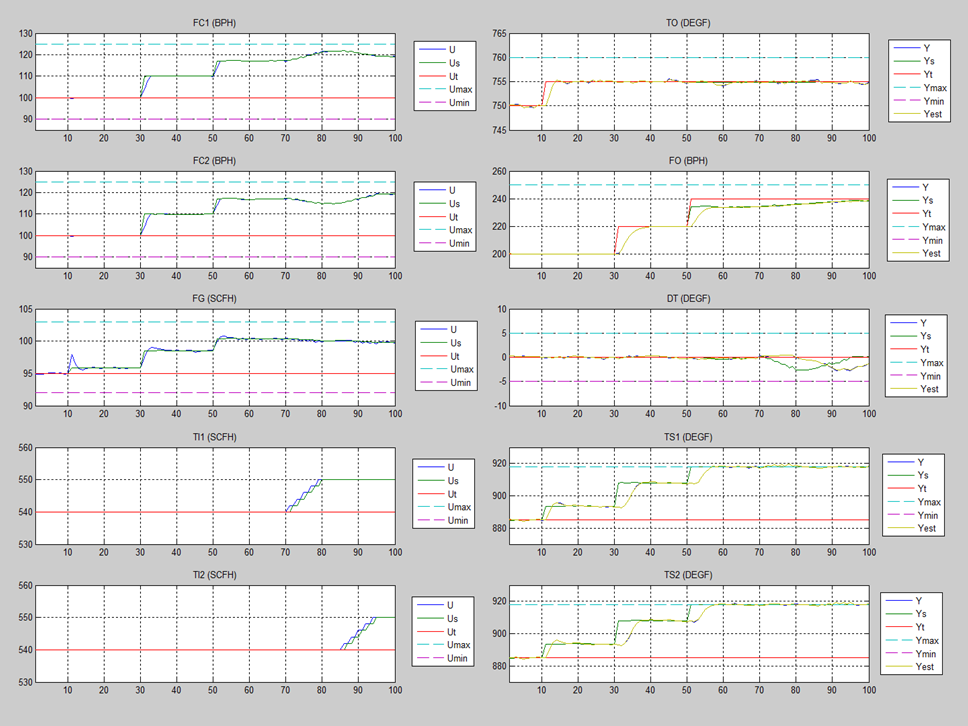 FC1 (BPH)
130
120
110
100
90
10 20 30 40 50 60 70 80 90 100
U
Us
Ut
Umax
Umin
TO (DEGF)
765
760
755
750
745
10 20 30 40 50 60 70 80 90 100
Y
Ys
Yt
Ymax
Ymin
Yest
FC2 (BPH)
130
120
110
100
90
10 20 30 40 50 60 70 80 90 100
U
Us
Ut
Umax
Umin
FO (BPH)
260
240
220
200
10 20 30 40 50 60 70 80 90 100
Y
Ys
Yt
Ymax
Ymin
Yest
FG (SCFH)
105
100
95
90
10 20 30 40 50 60 70 80 90 100
U
Us
Ut
Umax
Umin
DT (DEGF)
10
5
0
-5
-10
10 20 30 40 50 60 70 80 90 100
Y
Ys
Yt
Ymax
Ymin
Yest
TI1 (SCFH)
560
550
540
530
10 20 30 40 50 60 70 80 90 100
U
Us
Ut
Umax
Umin
TS1 (DEGF)
920
900
880
10 20 30 40 50 60 70 80 90 100
Y
Ys
Yt
Ymax
Ymin
Yest
TI2 (SCFH)
560
550
540
530
10 20 30 40 50 60 70 80 90 100
U
Us
Ut
Umax
Umin
TS2 (DEGF)
920
900
880
10 20 30 40 50 60 70 80 90 100
Y
Ys
Yt
Ymax
Ymin
Yest